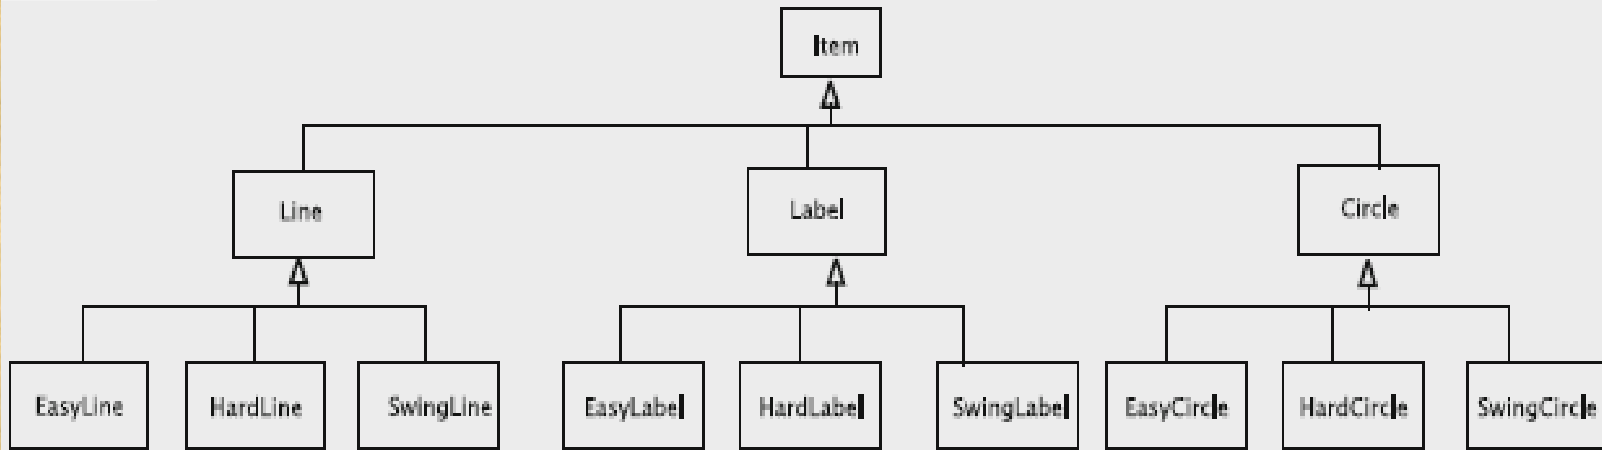 Item
Line
Label
Circle
EasyLine
HardLine
SwingLine
EasyLabel
HardLabel
SwingLabel
EasyCircle
HardCircle
SwingCircle